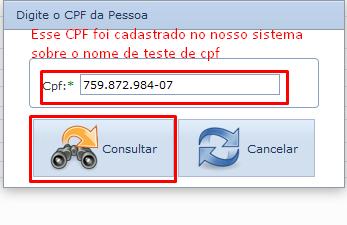 Digite o CPF da Pessoa
Esse CPF foi cadastrado no nosso sistema
sobre o nome de teste de cpf
Cpf:* 759.872.984-07
Consultar
Cancelar